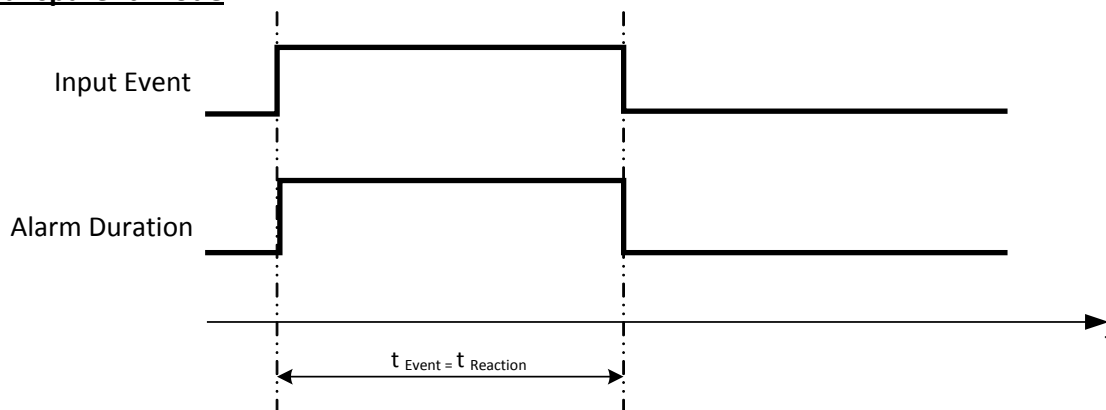 Input Event
Alarm Duration
t Event = t Reaction